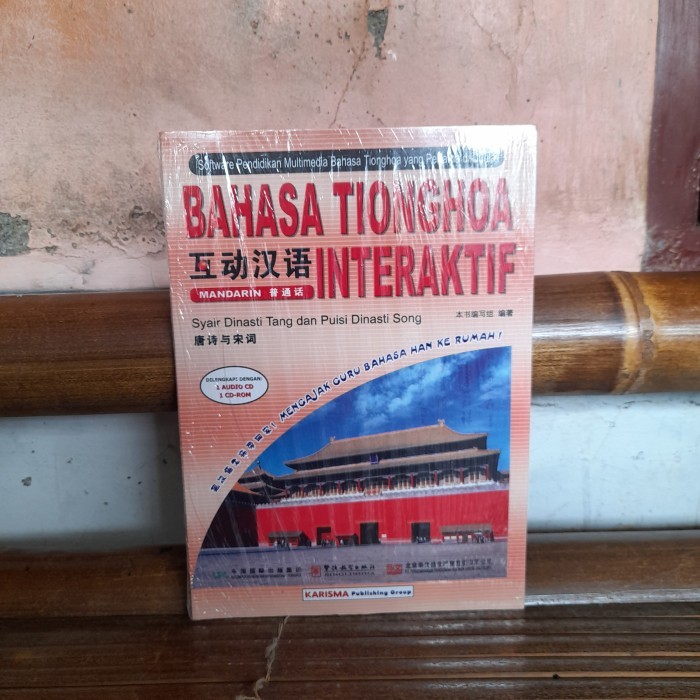 Software Pendidikan Multimedia Bahasa Tionghoa yang
BAHASA TIONGHOA
互动汉语 INTERAKTIF
MANDARIN 普通话
Syair Dinasti Tang dan Puisi Dinasti Song
本书编写组 编著
唐诗与宋词
DILENGKAPI DENGAN:
1 AUDIO CD
1 CD-ROM
MENGAJAK GURU BAHASA HAN KE RUMAH!
KARISMA Publishing Group